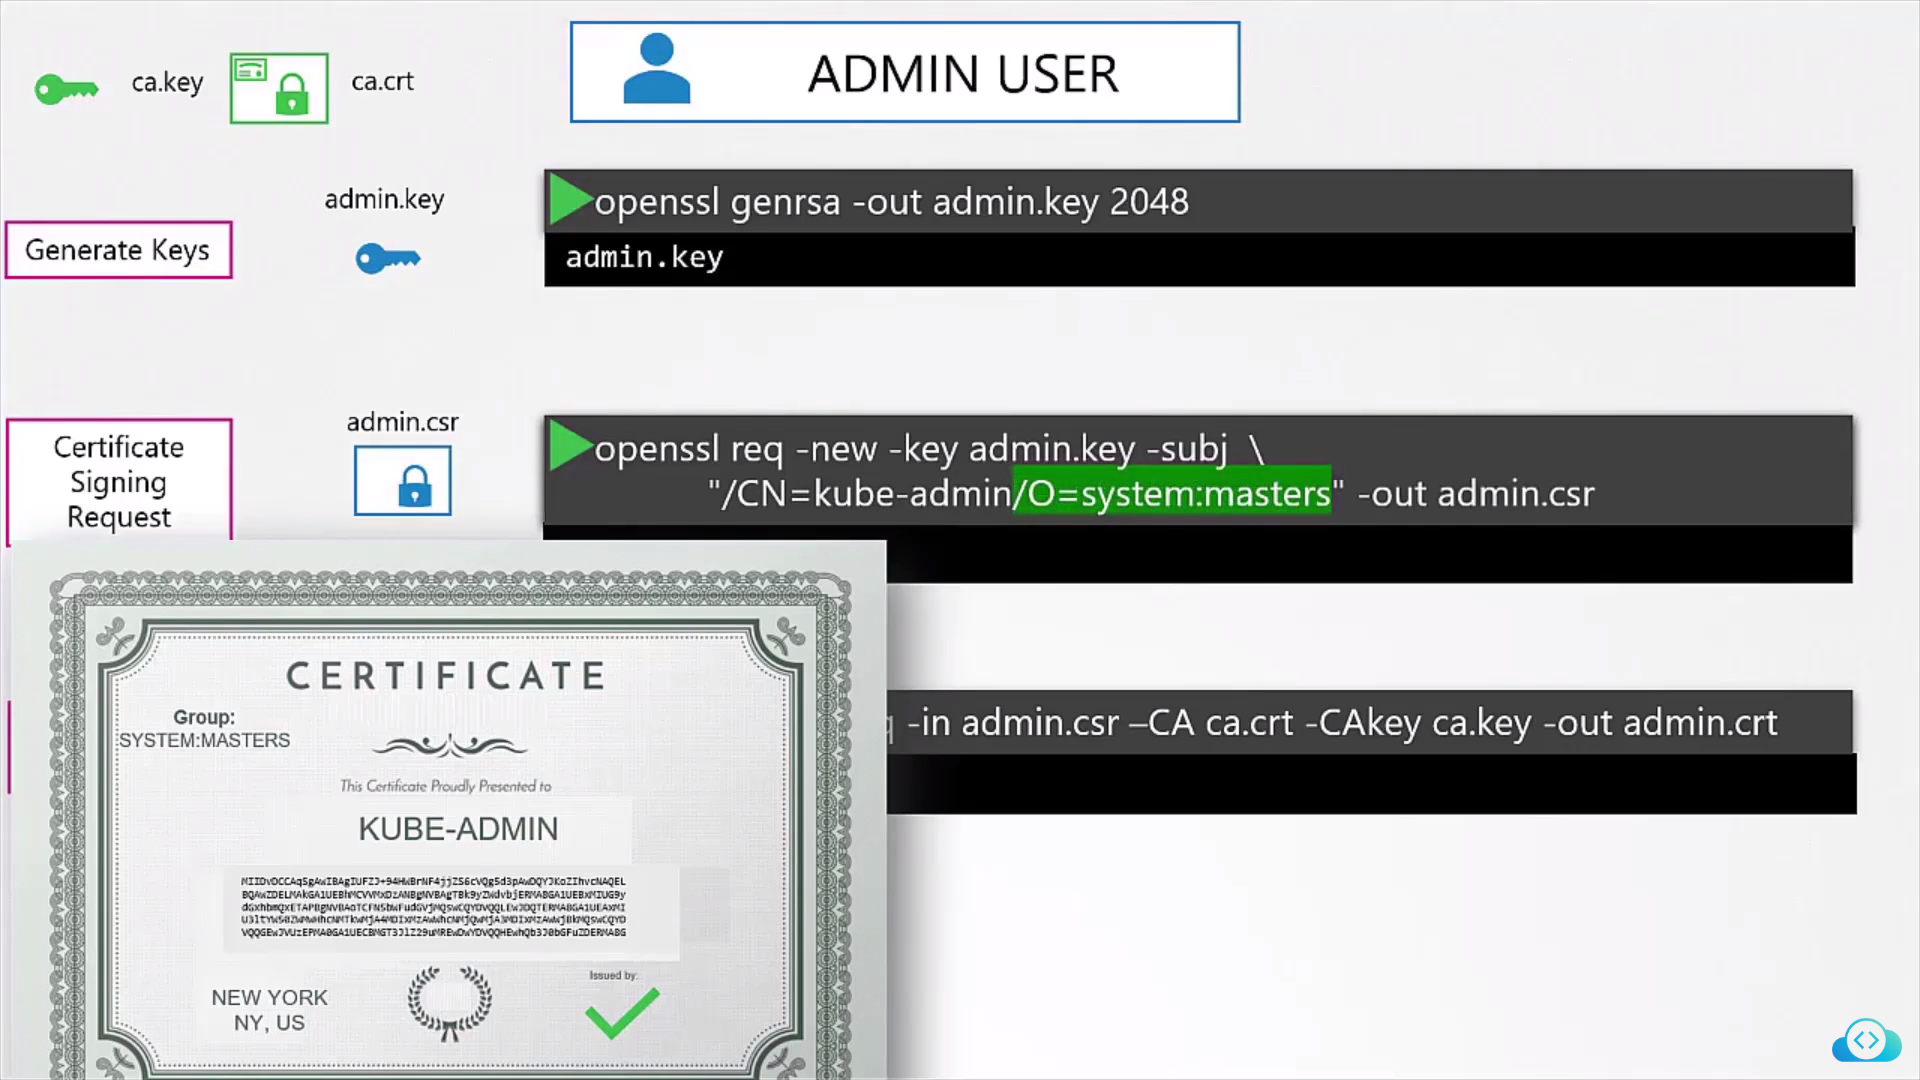 ca.key
ca.crt
ADMIN USER
admin.key
Generate Keys
openssl genrsa -out admin.key 2048
admin.key
admin.csr
Certificate
Signing
Request
openssl req -new -key admin.key -subj \
"/CN=kube-admin/O=system:masters" -out admin.csr
-in admin.csr –CA ca.crt -CAkey ca.key -out admin.crt
CERTIFICATE
Group:
SYSTEM:MASTERS
This Certificate Proudly Presented to
KUBE-ADMIN
Issued by:
NEW YORK
NY, US